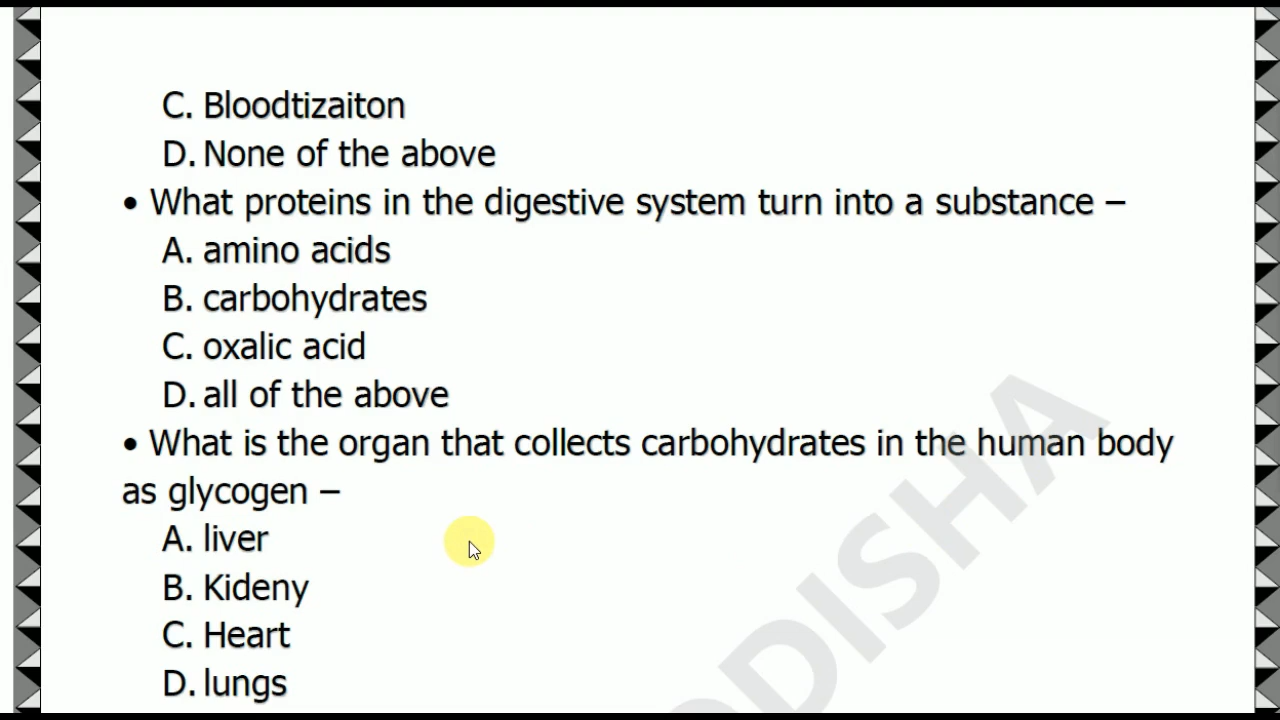 C. Bloodtizaiton
D. None of the above
• What proteins in the digestive system turn into a substance –
A. amino acids
B. carbohydrates
C. oxalic acid
D. all of the above
• What is the organ that collects carbohydrates in the human body
as glycogen –
A. liver
B. Kideny
C. Heart
D. lungs
DISHA